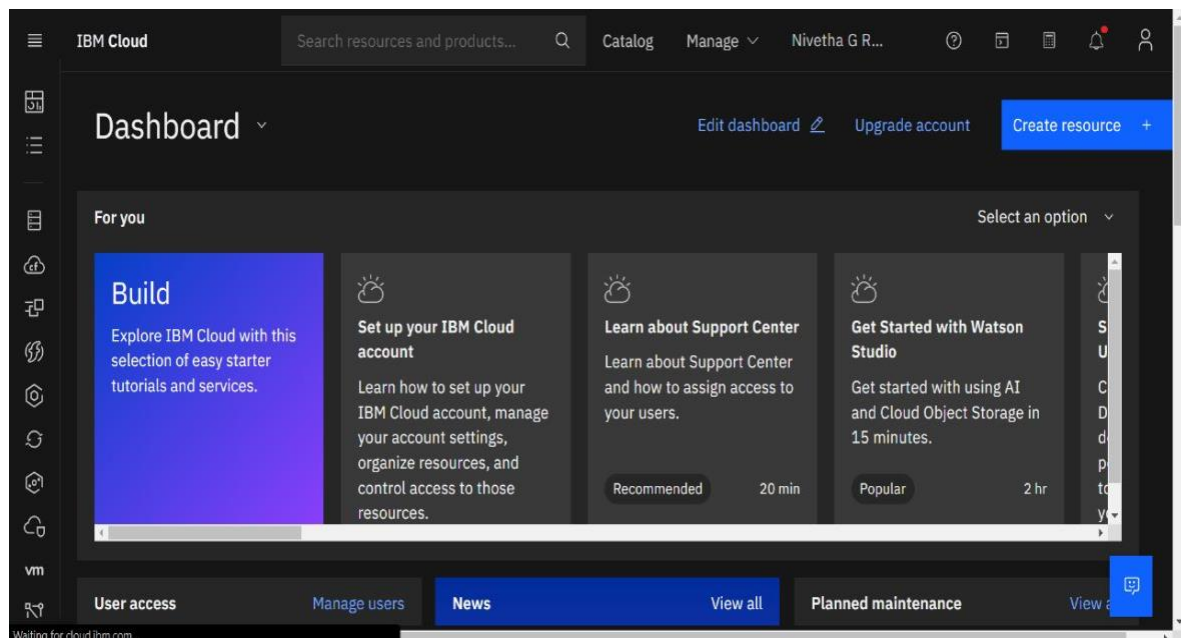 IBM Cloud
Search resources and products...
Catalog
Manage
Nivetha G R...
Dashboard
Edit dashboard
Upgrade account
Create resource +
For you
Select an option
Build
Explore IBM Cloud with this
selection of easy starter
tutorials and services.
Set up your IBM Cloud
account
Learn how to set up your
IBM Cloud account, manage
your account settings,
organize resources, and
control access to those
resources.
Learn about Support Center
Learn about Support Center
and how to assign access to
your users.
Recommended
20 min
Get Started with Watson
Studio
Get started with using AI
and Cloud Object Storage in
15 minutes.
Popular
2 hr
S
U
C
D
cf
vm
User access
Manage users
News
View all
Planned maintenance
View
Waiting for cloud.ibm.com